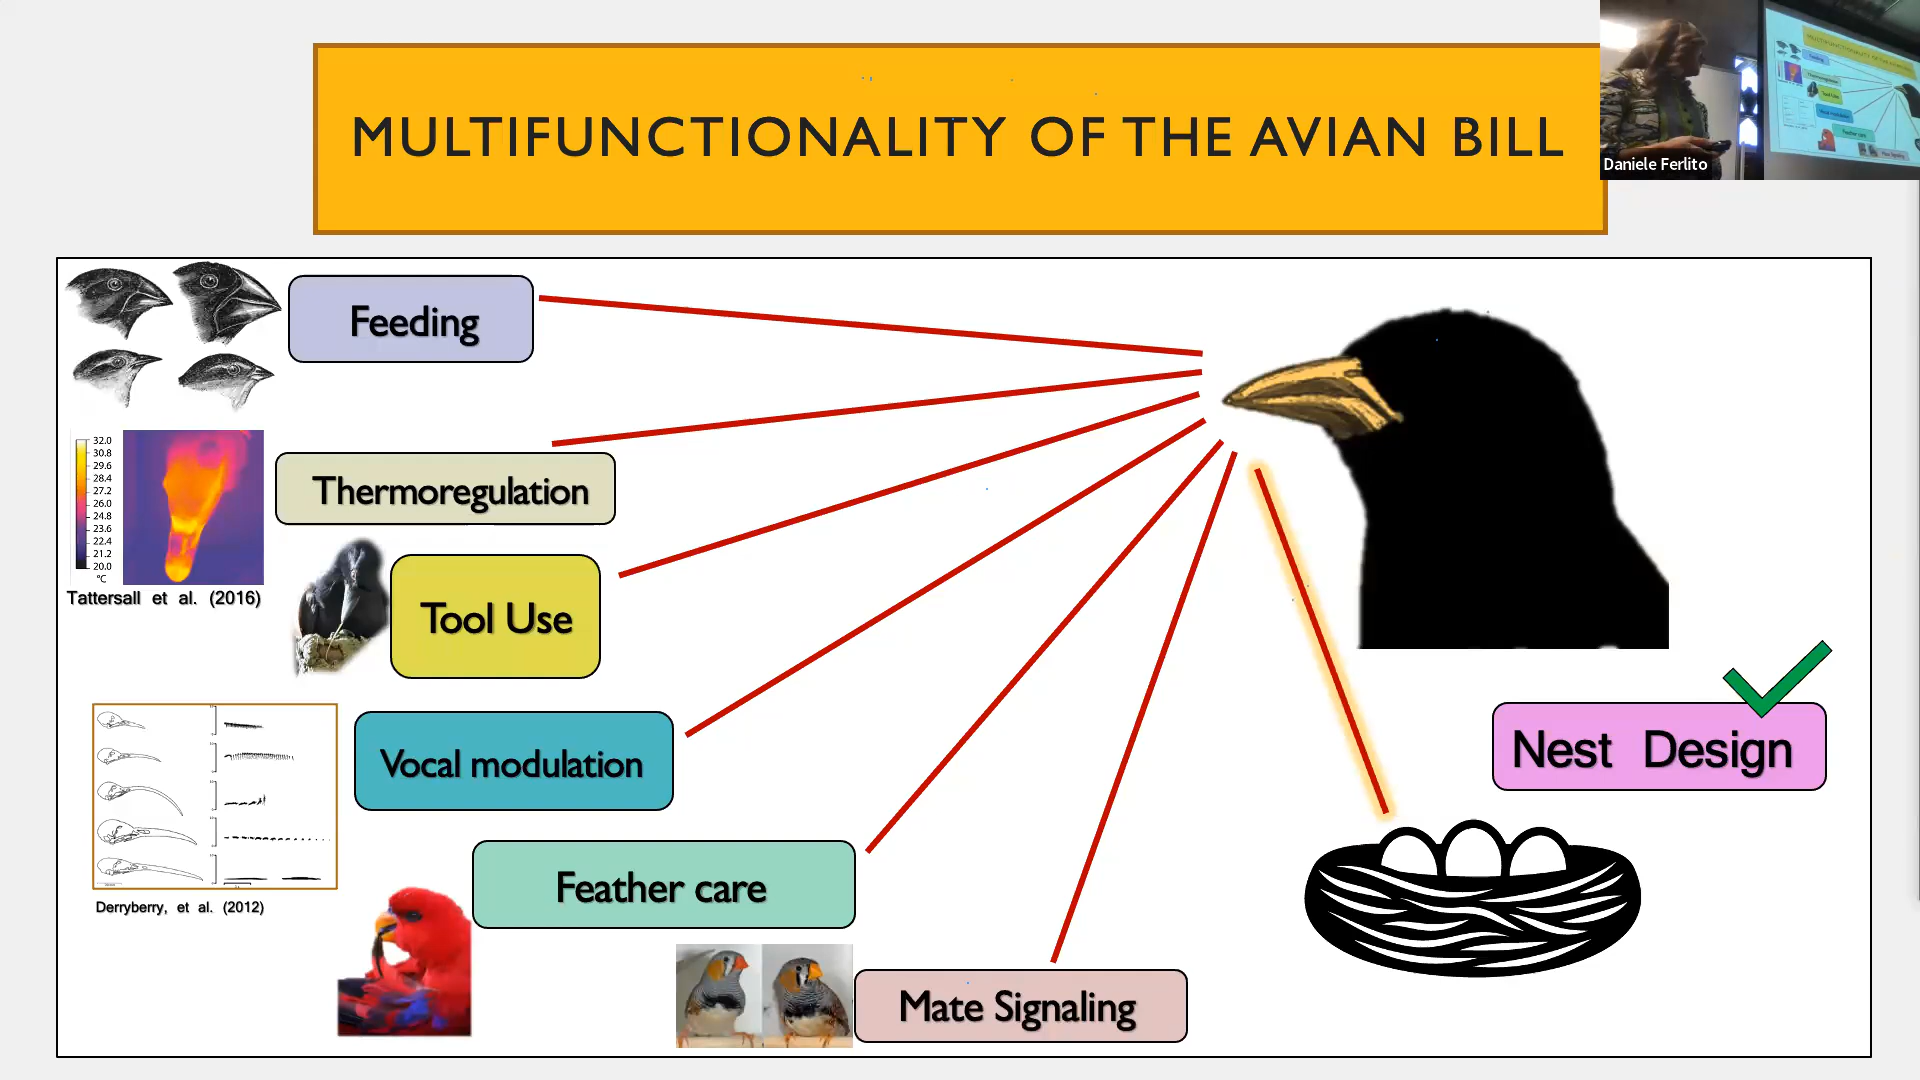 MULTIFUNCTIONALITY OF THE AVIAN BILL
Daniele Ferlito
Feeding
32.0
30.8
29.6
28.4
27.2
26.0
24.8
23.6
22.4
21.2
20.0
°C
Thermoregulation
Tattersall et al. (2016)
Tool Use
Nest Design
Vocal modulation
Derryberry, et al. (2012)
Feather care
Mate Signaling